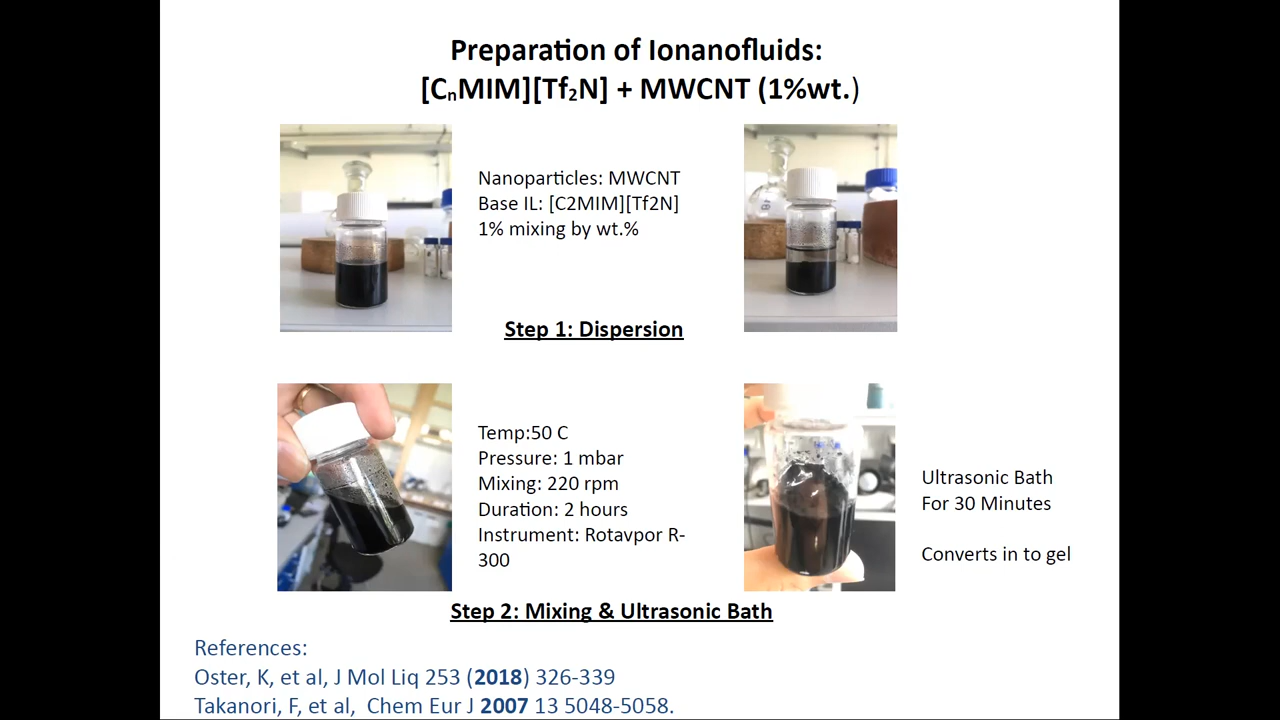 Preparation of Ionanofluids:
[CₙMIM][Tf₂N] + MWCNT (1%wt.)
Nanoparticles: MWCNT
Base IL: [C2MIM][Tf2N]
1% mixing by wt.%
Step 1: Dispersion
Temp:50 C
Pressure: 1 mbar
Mixing: 220 rpm
Duration: 2 hours
Instrument: Rotavpor R-
300
Ultrasonic Bath
For 30 Minutes
Converts in to gel
Step 2: Mixing & Ultrasonic Bath
References:
Oster, K, et al, J Mol Liq 253 (2018) 326-339
Takanori, F, et al, Chem Eur J 2007 13 5048-5058.